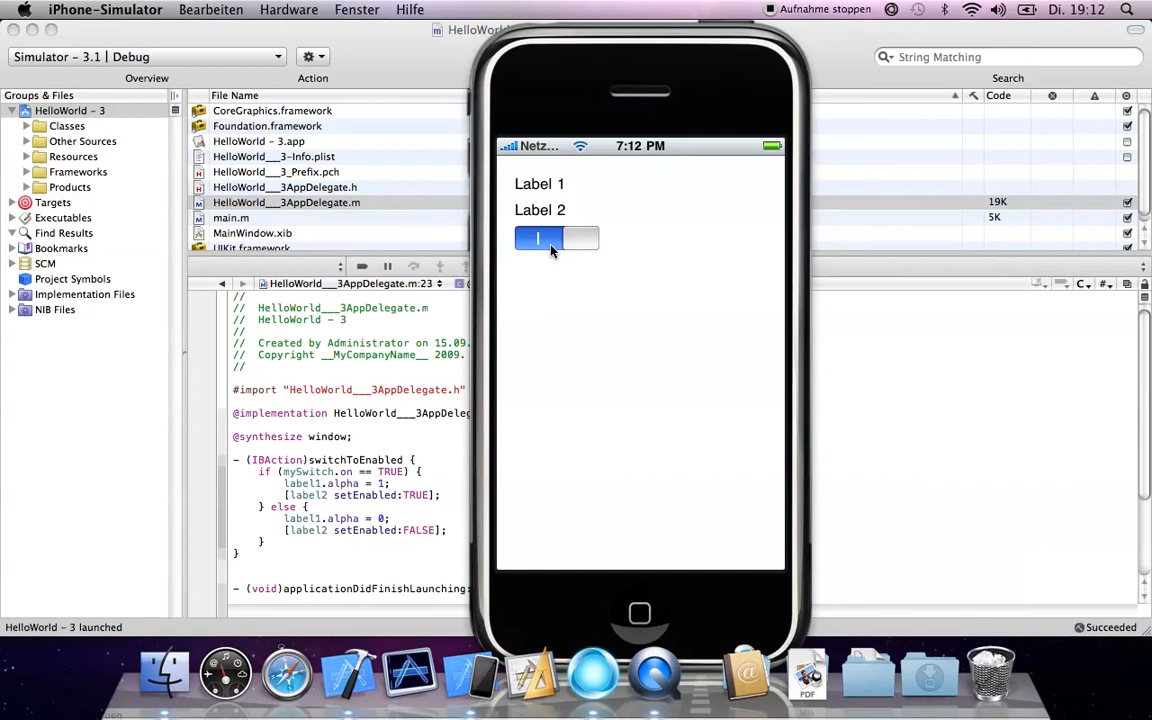 iPhone-Simulator Bearbeiten Hardware Fenster Hilfe Aufnahme stoppen Di. 19:12
HelloWorld
Simulator - 3.1 | Debug
String Matching
Overview Action Search
Groups & Files File Name Code
HelloWorld - 3
Classes
Other Sources
Resources
Frameworks
Products
Targets
Executables
Find Results
Bookmarks
SCM
Project Symbols
Implementation Files
NIB Files
CoreGraphics.framework
Foundation.framework
HelloWorld - 3.app
HelloWorld___3-Info.plist
HelloWorld___3_Prefix.pch
HelloWorld___3AppDelegate.h
HelloWorld___3AppDelegate.m 19K
main.m 5K
MainWindow.xib
UIKit.framework
HelloWorld___3AppDelegate.m:23 C
C, #,
//
// HelloWorld___3AppDelegate.m
// HelloWorld - 3
//
// Created by Administrator on 15.09.
// Copyright __MyCompanyName__ 2009.
//
#import "HelloWorld___3AppDelegate.h"
@implementation HelloWorld___3AppDeleg
@synthesize window;
- (IBAction)switchToEnabled {
if (mySwitch.on == TRUE) {
label1.alpha = 1;
[label2 setEnabled:TRUE];
} else {
label1.alpha = 0;
[label2 setEnabled:FALSE];
}
}
- (void)applicationDidFinishLaunching:
Netz... 7:12 PM
Label 1
Label 2
HelloWorld - 3 launched Succeeded
PDF